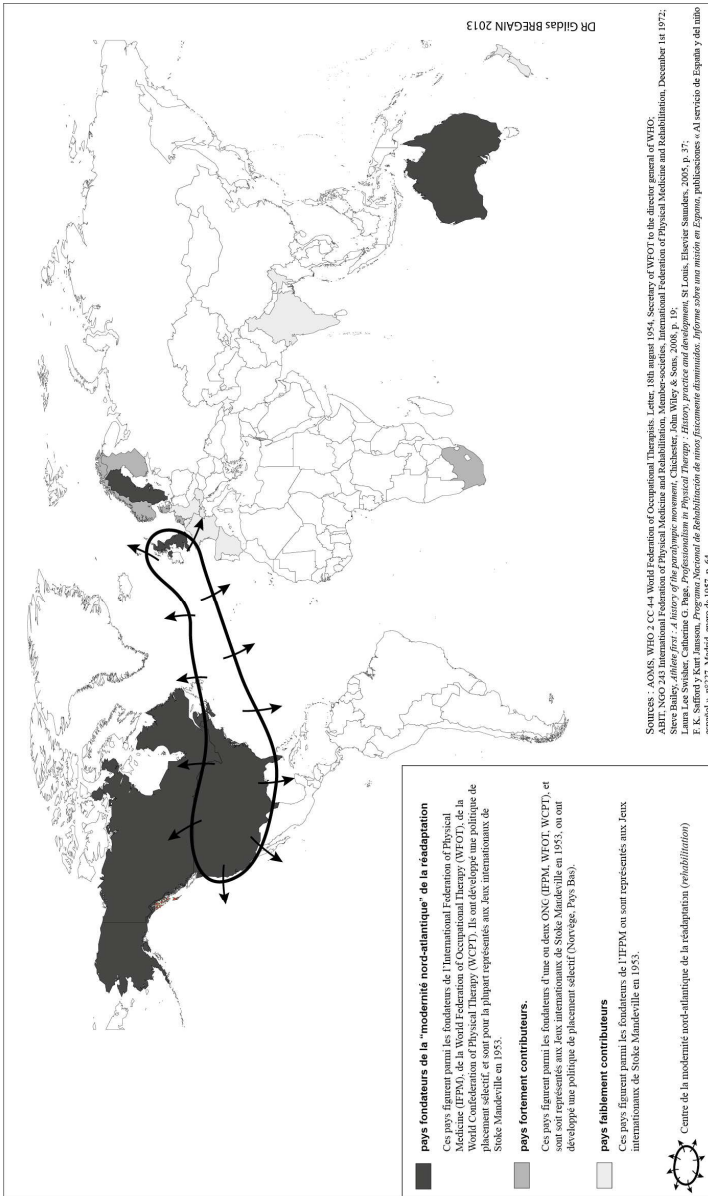 DR Gildas BREGAIN 2013
pays fondateurs de la "modernité nord-atlantique" de la réadaptation
Ces pays figurent parmi les fondateurs de l'International Federation of Physical
Medicine (IFPM), de la World Federation of Occupational Therapy (WFOT), de la
World Confederation of Physical Therapy (WCPT). Ils ont développé une politique de
placement sélectif, et sont pour la plupart représentés aux Jeux internationaux de
Stoke Mandeville en 1953.
pays fortement contributeurs.
Ces pays figurent parmi les fondateurs d'une ou deux ONG (IFPM, WFOT, WCPT), et
sont soit représentés aux Jeux internationaux de Stoke Mandeville en 1953, ou ont
développé une politique de placement sélectif (Norvège, Pays Bas).
pays faiblement contributeurs
Ces pays figurent parmi les fondateurs de l'IFPM ou sont représentés aux Jeux
internationaux de Stoke Mandeville en 1953.
Centre de la modernité nord-atlantique de la réadaptation (rehabilitation)
Sources : AOMS, WHO 2 CC 4-4 World Federation of Occupational Therapists. Letter, 18th august 1954, Secretary of WFOT to the director general of WHO;
ABIT, NGO 243 International Federation of Physical Medicine and Rehabilitation, Member-societies, International Federation of Physical Medicine and Rehabilitation, December 1st 1972;
Steve Bailey, Athlete first : A history of the paralympic movement, Chichester, John Wiley & Sons, 2008, p. 19;
Laura Lee Swisher, Catherine G. Page, Professionalism in Physical Therapy : History, practice and development, St Louis, Elsevier Saunders, 2005, p. 37;
F. K. Safford y Kurt Jansson, Programa Nacional de Rehabilitación de ninos fisicamente disminuidos. Informe sobre una misión en Espana, publicaciones « Al servicio de España y del niño
español », nº237, Madrid, enero de 1957, p. 64.